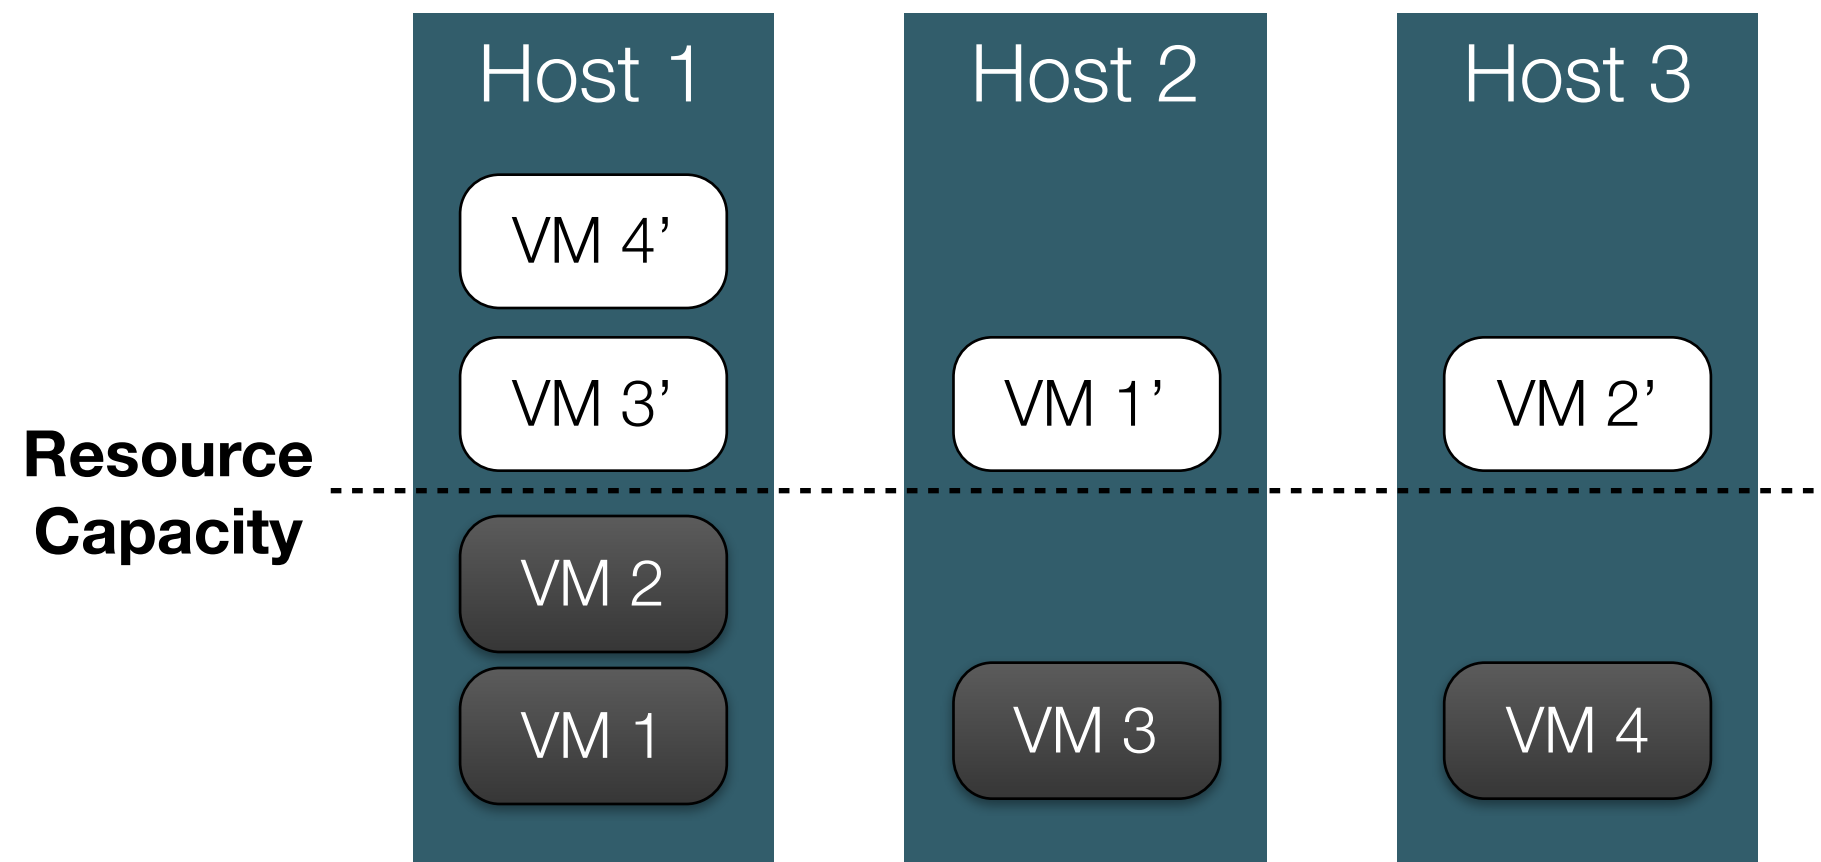 Host 1
Host 2
Host 3
VM 4’
VM 3’
VM 1’
VM 2’
Resource
Capacity
VM 2
VM 1
VM 3
VM 4